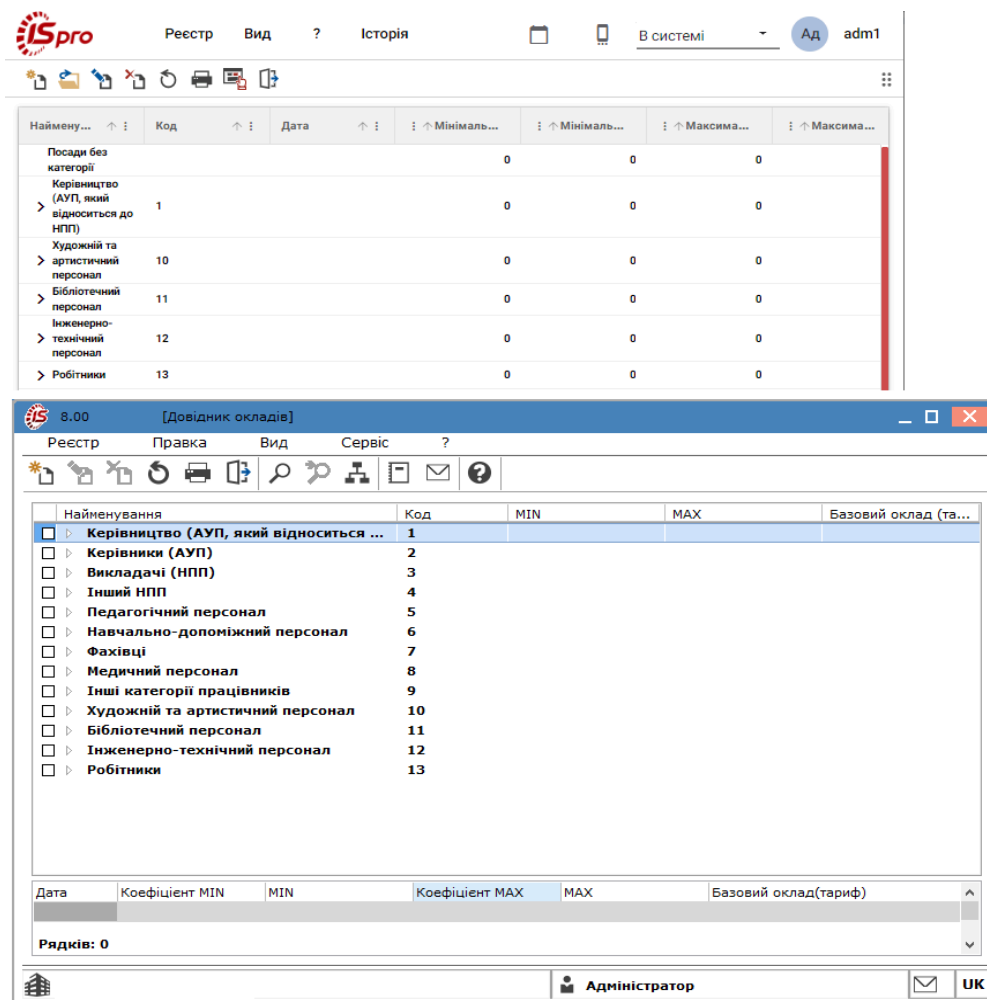 iSpro Реєстр Вид ? Історія В системі Ад adm1
Наймену... Код Дата Мінімаль... Мінімаль... Максима... Максима...
Посади без
категорії 0 0 0
Керівництво
(АУП, який
відноситься до
НПП) 1 0 0 0
Художній та
артистичний
персонал 10 0 0 0
Бібліотечний
персонал 11 0 0 0
Інженерно-
технічний
персонал 12 0 0 0
Робітники 13 0 0 0
iS 8.00 [Довідник окладів]
Реєстр Правка Вид Сервіс ?
Найменування Код MIN MAX Базовий оклад (та...
Керівництво (АУП, який відноситься ... 1
Керівники (АУП) 2
Викладачі (НПП) 3
Інший НПП 4
Педагогічний персонал 5
Навчально-допоміжний персонал 6
Фахівці 7
Медичний персонал 8
Інші категорії працівників 9
Художній та артистичний персонал 10
Бібліотечний персонал 11
Інженерно-технічний персонал 12
Робітники 13
Дата Коефіцієнт MIN MIN Коефіцієнт MAX MAX Базовий оклад(тариф)
Рядків: 0
Адміністратор UK